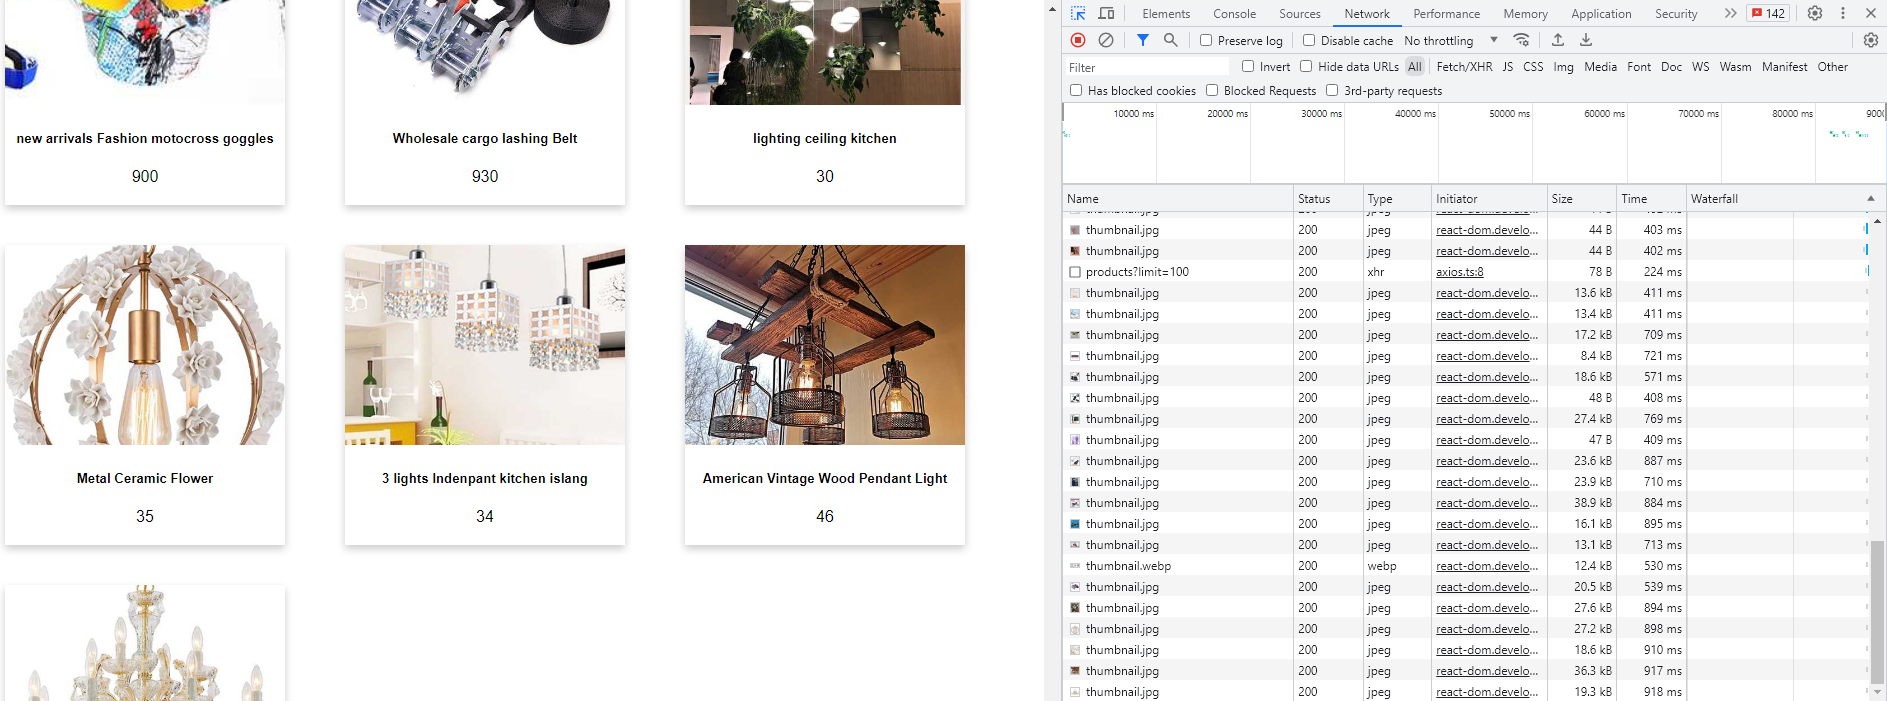 new arrivals Fashion motocross goggles
900
Wholesale cargo lashing Belt
930
lighting ceiling kitchen
30
Metal Ceramic Flower
35
3 lights Indenpant kitchen islang
34
American Vintage Wood Pendant Light
46
Elements Console Sources Network Performance Memory Application Security 142
Preserve log Disable cache No throttling
Filter Invert Hide data URLs All Fetch/XHR JS CSS Img Media Font Doc WS Wasm Manifest Other
Has blocked cookies Blocked Requests 3rd-party requests
10000 ms 20000 ms 30000 ms 40000 ms 50000 ms 60000 ms 70000 ms 80000 ms
Name Status Type Initiator Size Time Waterfall
thumbnail.jpg 200 jpeg react-dom.develo...
thumbnail.jpg 200 jpeg react-dom.develo... 44 B 403 ms
thumbnail.jpg 200 jpeg react-dom.develo... 44 B 402 ms
products?limit=100 200 xhr axios.ts:8 78 B 224 ms
thumbnail.jpg 200 jpeg react-dom.develo... 13.6 kB 411 ms
thumbnail.jpg 200 jpeg react-dom.develo... 13.4 kB 411 ms
thumbnail.jpg 200 jpeg react-dom.develo... 17.2 kB 709 ms
thumbnail.jpg 200 jpeg react-dom.develo... 8.4 kB 721 ms
thumbnail.jpg 200 jpeg react-dom.develo... 18.6 kB 571 ms
thumbnail.jpg 200 jpeg react-dom.develo... 48 B 408 ms
thumbnail.jpg 200 jpeg react-dom.develo... 27.4 kB 769 ms
thumbnail.jpg 200 jpeg react-dom.develo... 47 B 409 ms
thumbnail.jpg 200 jpeg react-dom.develo... 23.6 kB 887 ms
thumbnail.jpg 200 jpeg react-dom.develo... 23.9 kB 710 ms
thumbnail.jpg 200 jpeg react-dom.develo... 38.9 kB 884 ms
thumbnail.jpg 200 jpeg react-dom.develo... 16.1 kB 895 ms
thumbnail.jpg 200 jpeg react-dom.develo... 13.1 kB 713 ms
thumbnail.webp 200 webp react-dom.develo... 12.4 kB 530 ms
thumbnail.jpg 200 jpeg react-dom.develo... 20.5 kB 539 ms
thumbnail.jpg 200 jpeg react-dom.develo... 27.6 kB 894 ms
thumbnail.jpg 200 jpeg react-dom.develo... 27.2 kB 898 ms
thumbnail.jpg 200 jpeg react-dom.develo... 18.6 kB 910 ms
thumbnail.jpg 200 jpeg react-dom.develo... 36.3 kB 917 ms
thumbnail.jpg 200 jpeg react-dom.develo... 19.3 kB 918 ms